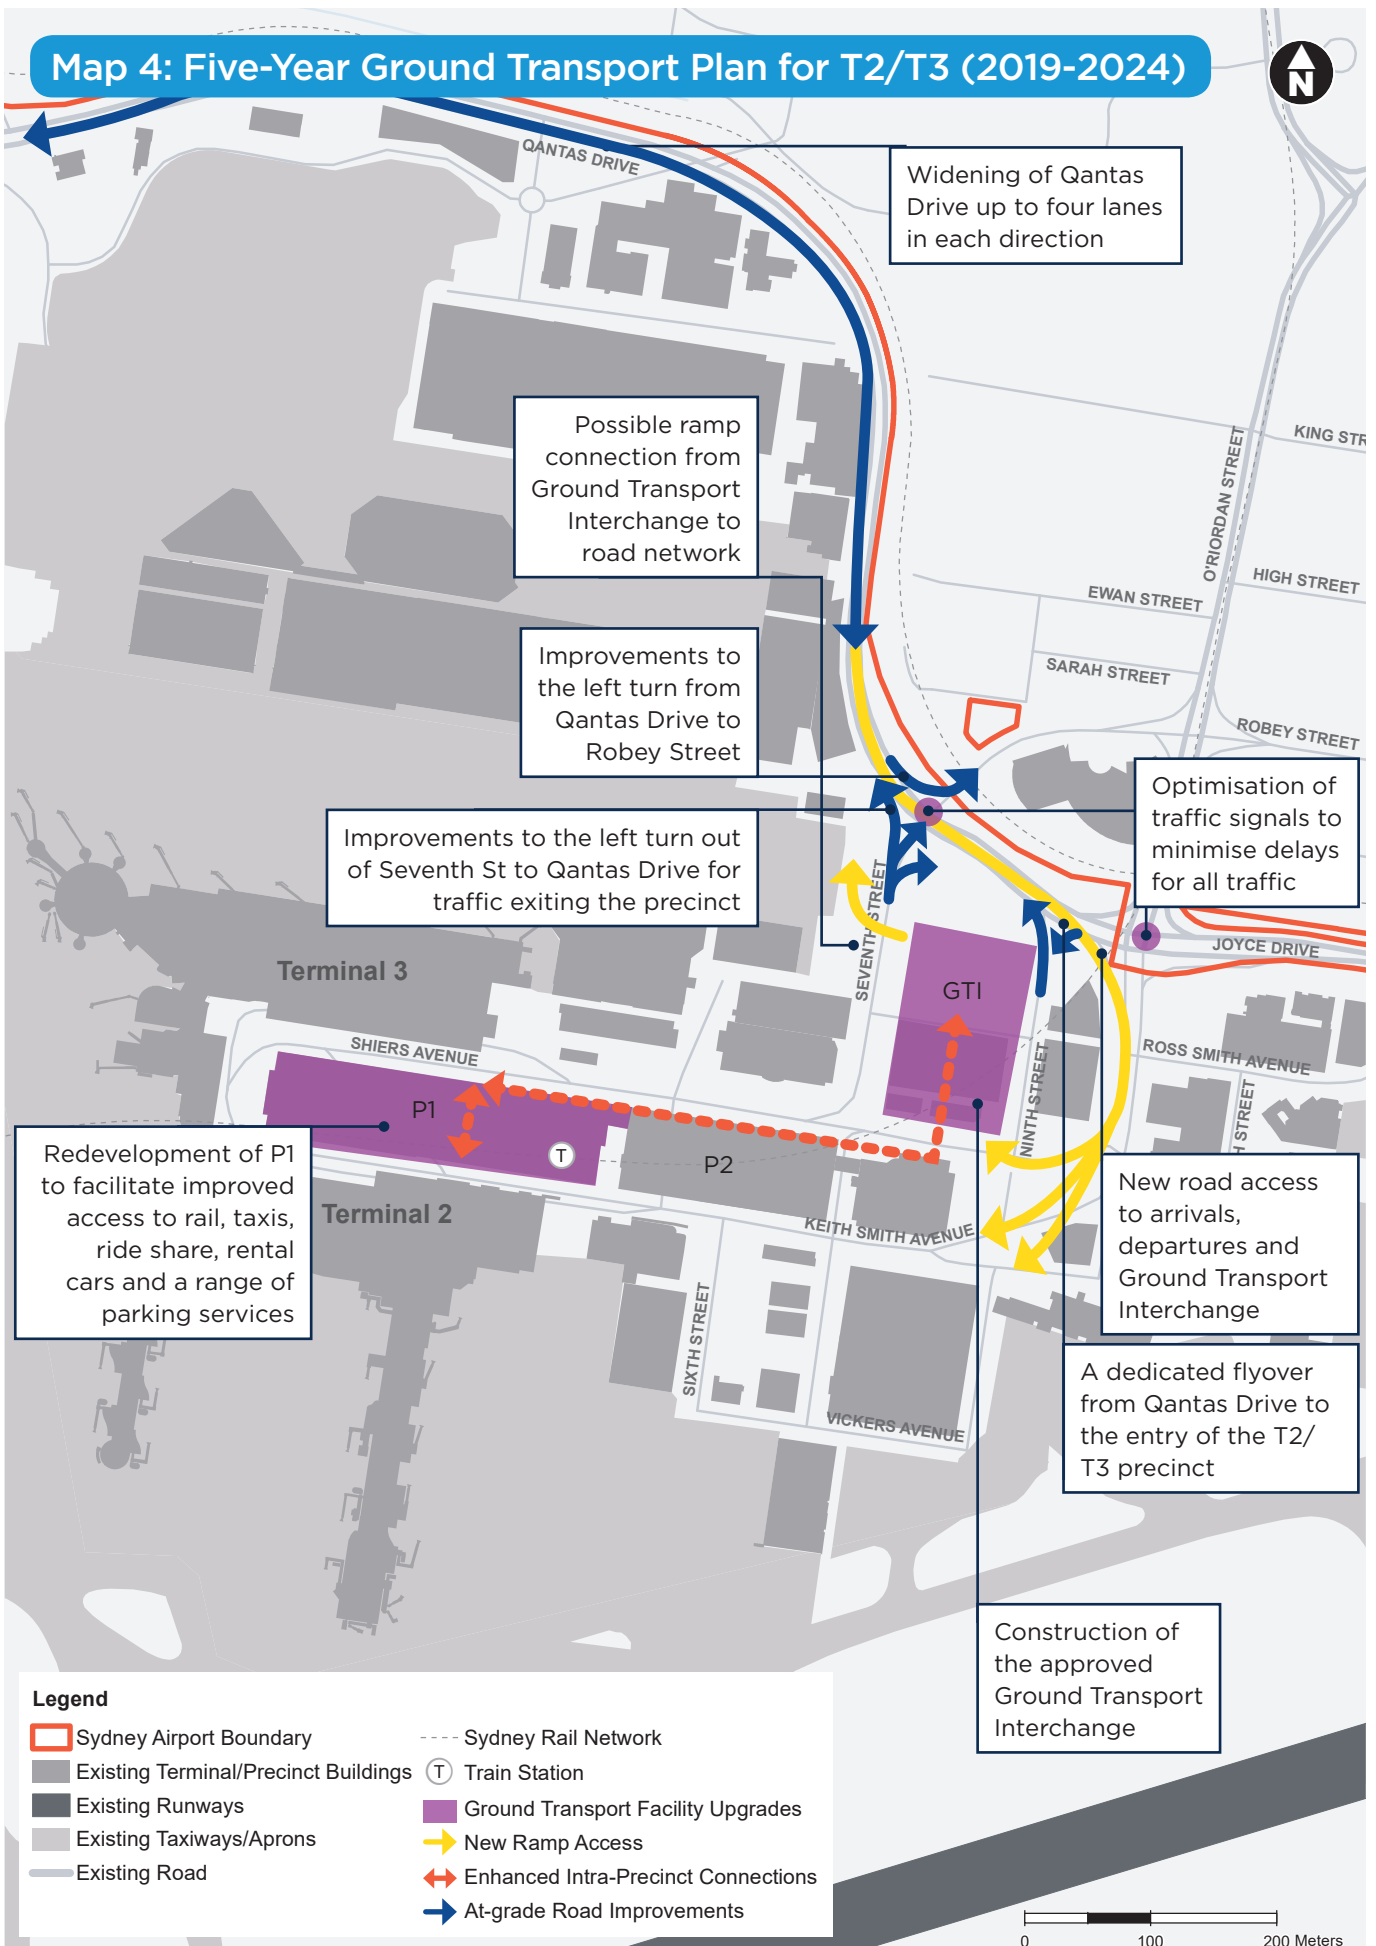 Map 4: Five-Year Ground Transport Plan for T2/T3 (2019-2024)
N
QANTAS DRIVE
Widening of Qantas
Drive up to four lanes
in each direction
Possible ramp
connection from
Ground Transport
Interchange to
road network
KING STR
O'RIORDAN STREET
HIGH STREET
EWAN STREET
SARAH STREET
ROBEY STREET
Improvements to
the left turn from
Qantas Drive to
Robey Street
Optimisation of
traffic signals to
minimise delays
for all traffic
Improvements to the left turn out
of Seventh St to Qantas Drive for
traffic exiting the precinct
SEVENTH STREET
JOYCE DRIVE
Terminal 3
GTI
SHIERS AVENUE
ROSS SMITH AVENUE
NINTH STREET
H STREET
P1
T
P2
Redevelopment of P1
to facilitate improved
access to rail, taxis,
ride share, rental
cars and a range of
parking services
Terminal 2
KEITH SMITH AVENUE
New road access
to arrivals,
departures and
Ground Transport
Interchange
SIXTH STREET
VICKERS AVENUE
A dedicated flyover
from Qantas Drive to
the entry of the T2/
T3 precinct
Construction of
the approved
Ground Transport
Interchange
Legend
Sydney Airport Boundary
Existing Terminal/Precinct Buildings
Existing Runways
Existing Taxiways/Aprons
Existing Road
Sydney Rail Network
T Train Station
Ground Transport Facility Upgrades
New Ramp Access
Enhanced Intra-Precinct Connections
At-grade Road Improvements
0 100 200 Meters